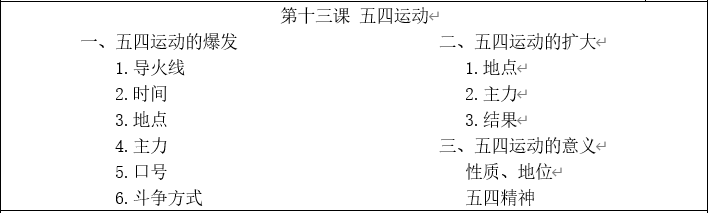 第十三课 五四运动
一、五四运动的爆发
1.导火线
2.时间
3.地点
4.主力
5.口号
6.斗争方式
二、五四运动的扩大
1.地点
2.主力
3.结果
三、五四运动的意义
性质、地位
五四精神